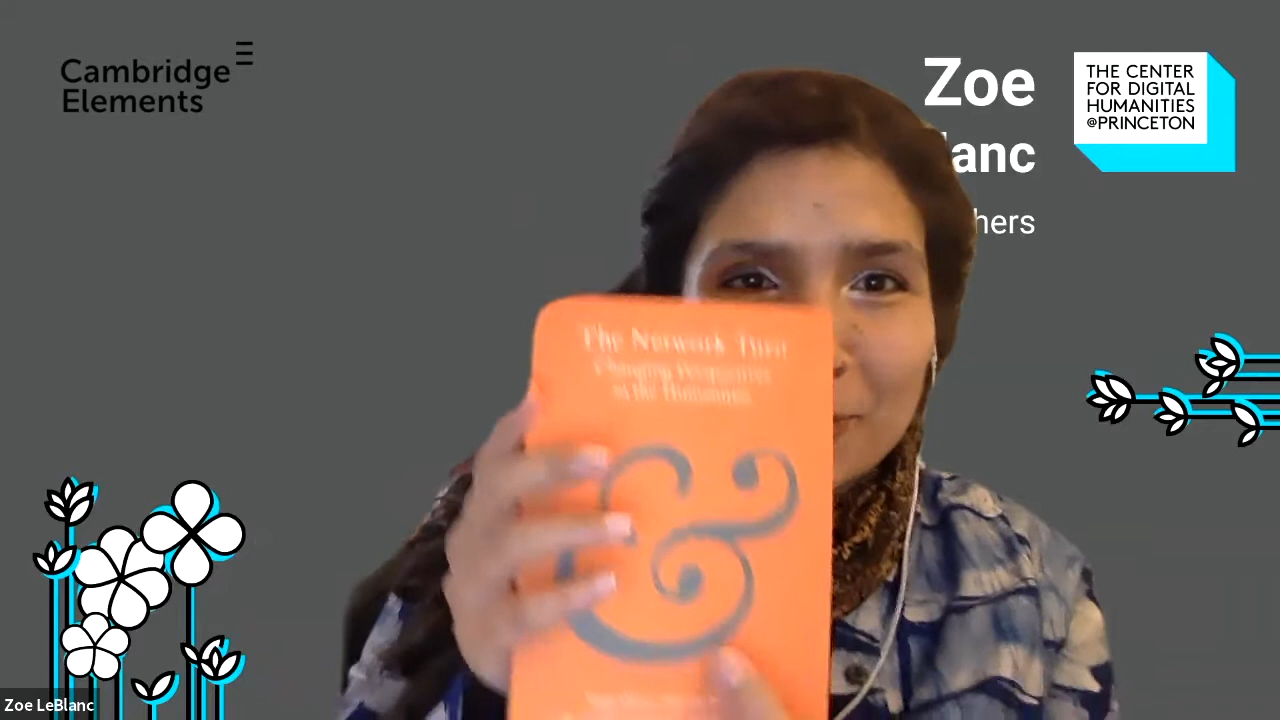 Cambridge
Elements
Zoe
lanc
hers
THE CENTER
FOR DIGITAL
HUMANITIES
@PRINCETON
The Network Turn
Changing Perspectives
in the Humanities
&
Zoe LeBlanc